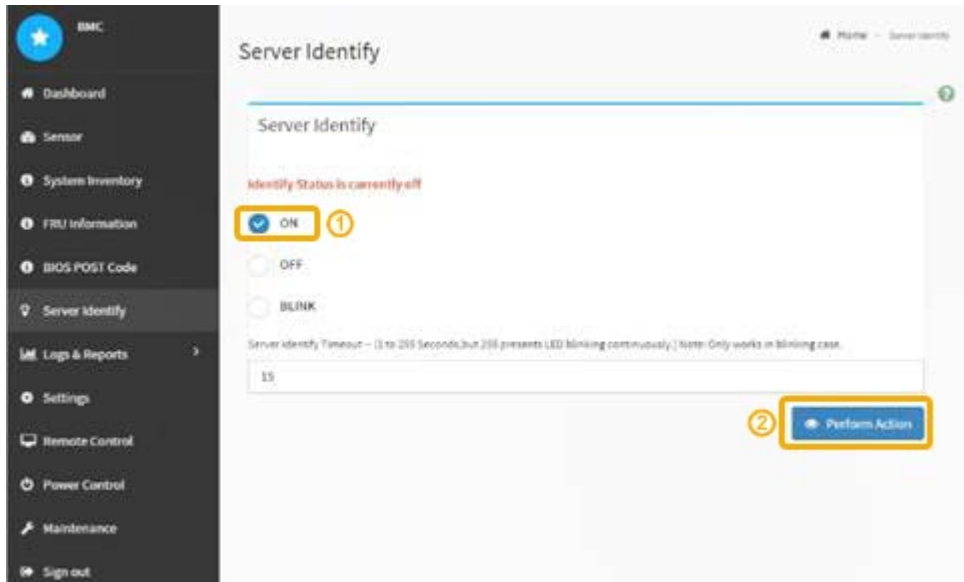 BMC
Home - Server Identify
Server Identify
Dashboard
Sensor
System Inventory
FRU Information
BIOS POST Code
Server Identify
Logs & Reports
Settings
Remote Control
Power Control
Maintenance
Sign out
Server Identify
Identify Status is currently off
ON ①
OFF
BLINK
Server Identify Timeout – (1 to 255 Seconds,but 255 presents LED blinking continuously.) Note: Only works in blinking case.
15
② Perform Action